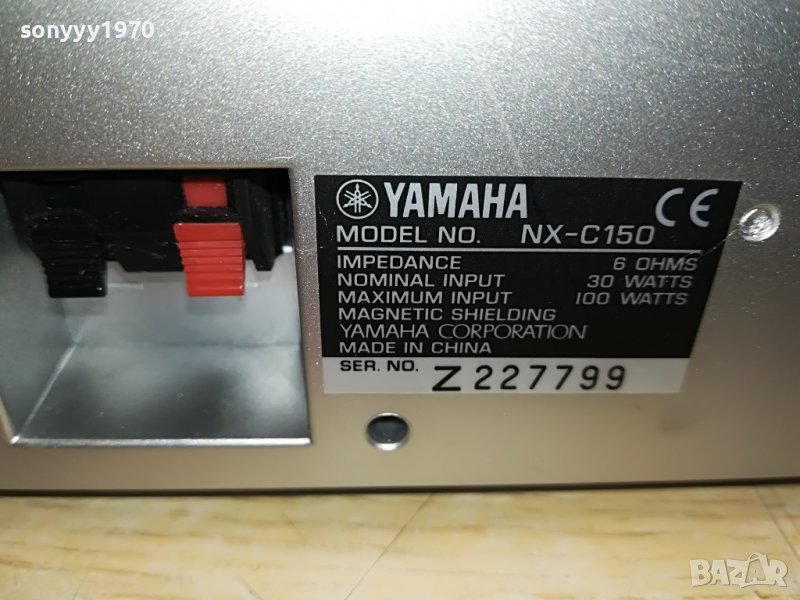 sonyyy1970
YAMAHA CE
MODEL NO. NX-C150
IMPEDANCE 6 OHMS
NOMINAL INPUT 30 WATTS
MAXIMUM INPUT 100 WATTS
MAGNETIC SHIELDING
YAMAHA CORPORATION
MADE IN CHINA
SER. NO. Z227799
BAZAR